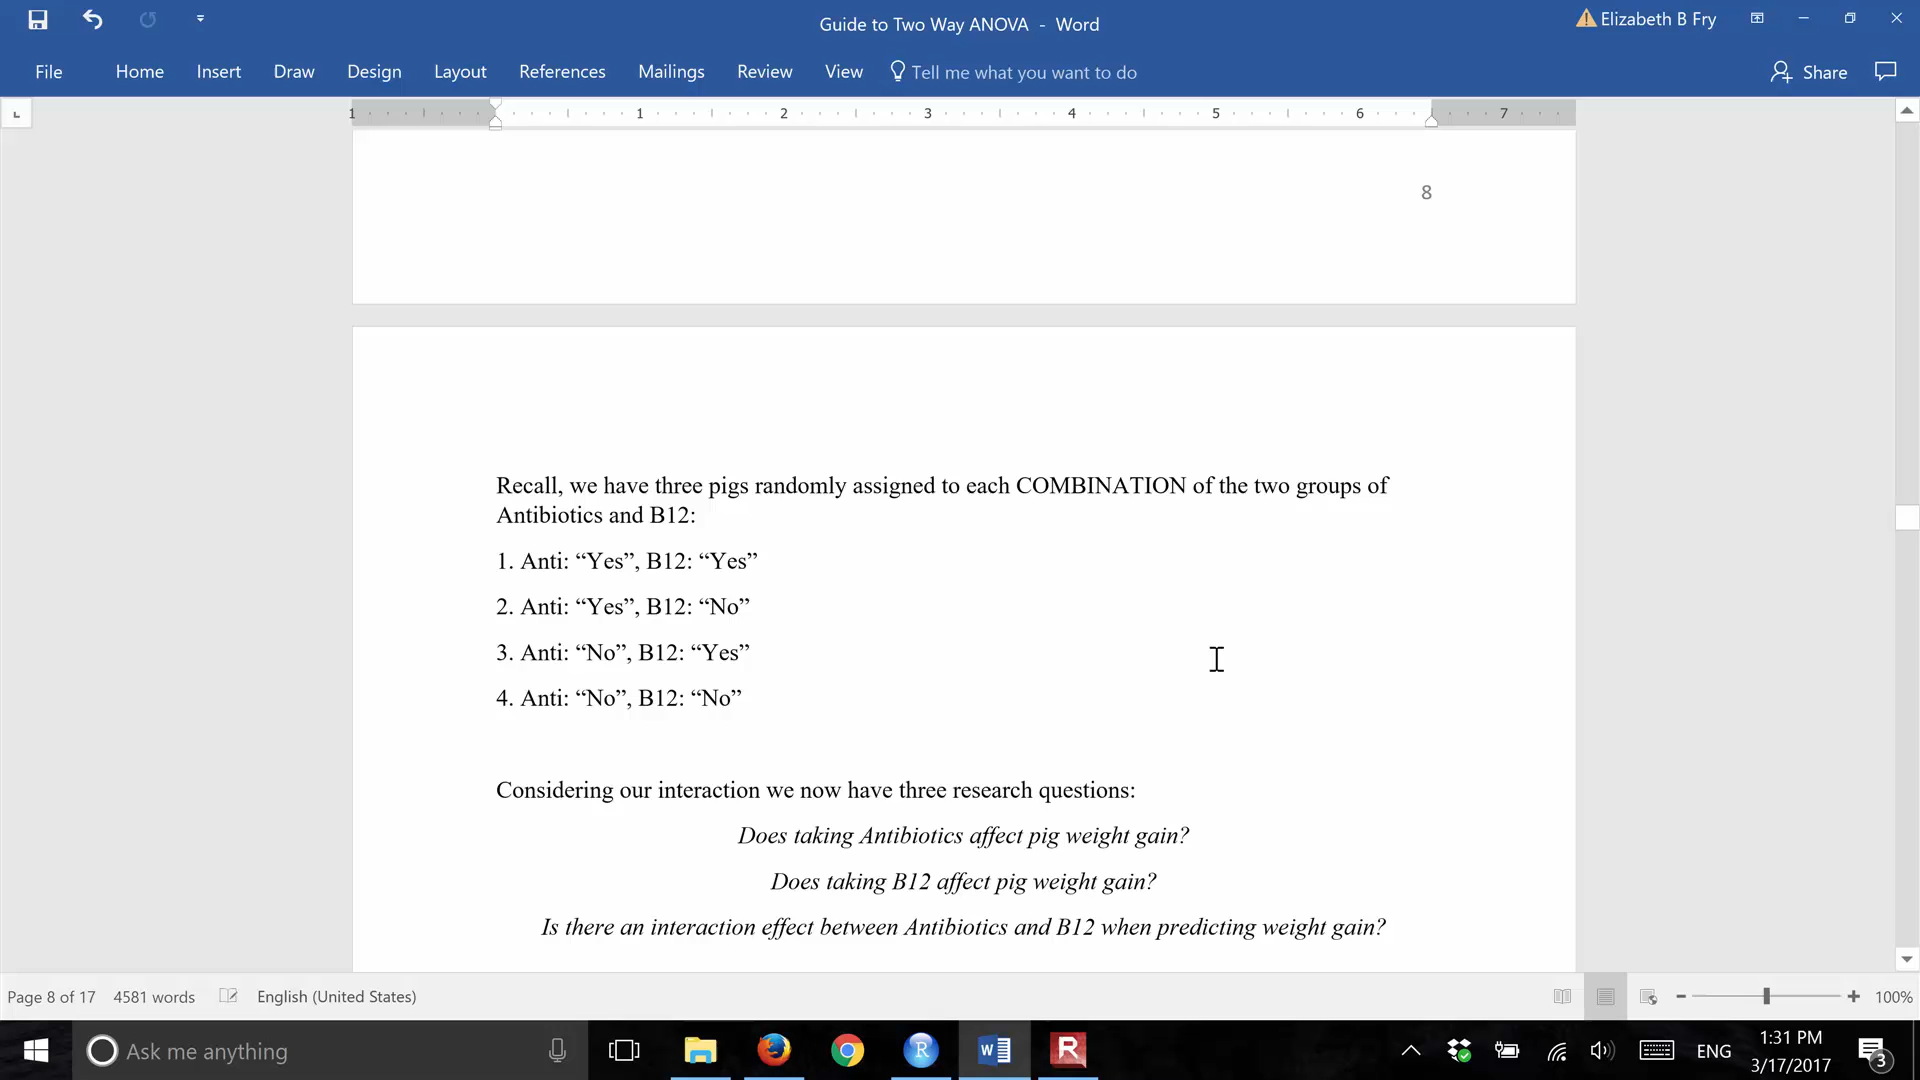 Guide to Two Way ANOVA - Word
Elizabeth B Fry
File Home Insert Draw Design Layout References Mailings Review View Tell me what you want to do Share
1 1 2 3 4 5 6 7
8
Recall, we have three pigs randomly assigned to each COMBINATION of the two groups of
Antibiotics and B12:
1. Anti: “Yes”, B12: “Yes”
2. Anti: “Yes”, B12: “No”
3. Anti: “No”, B12: “Yes”
4. Anti: “No”, B12: “No”
Considering our interaction we now have three research questions:
Does taking Antibiotics affect pig weight gain?
Does taking B12 affect pig weight gain?
Is there an interaction effect between Antibiotics and B12 when predicting weight gain?
Page 8 of 17 4581 words English (United States) 100%
Ask me anything
R
W
R
ENG
1:31 PM
3/17/2017
3